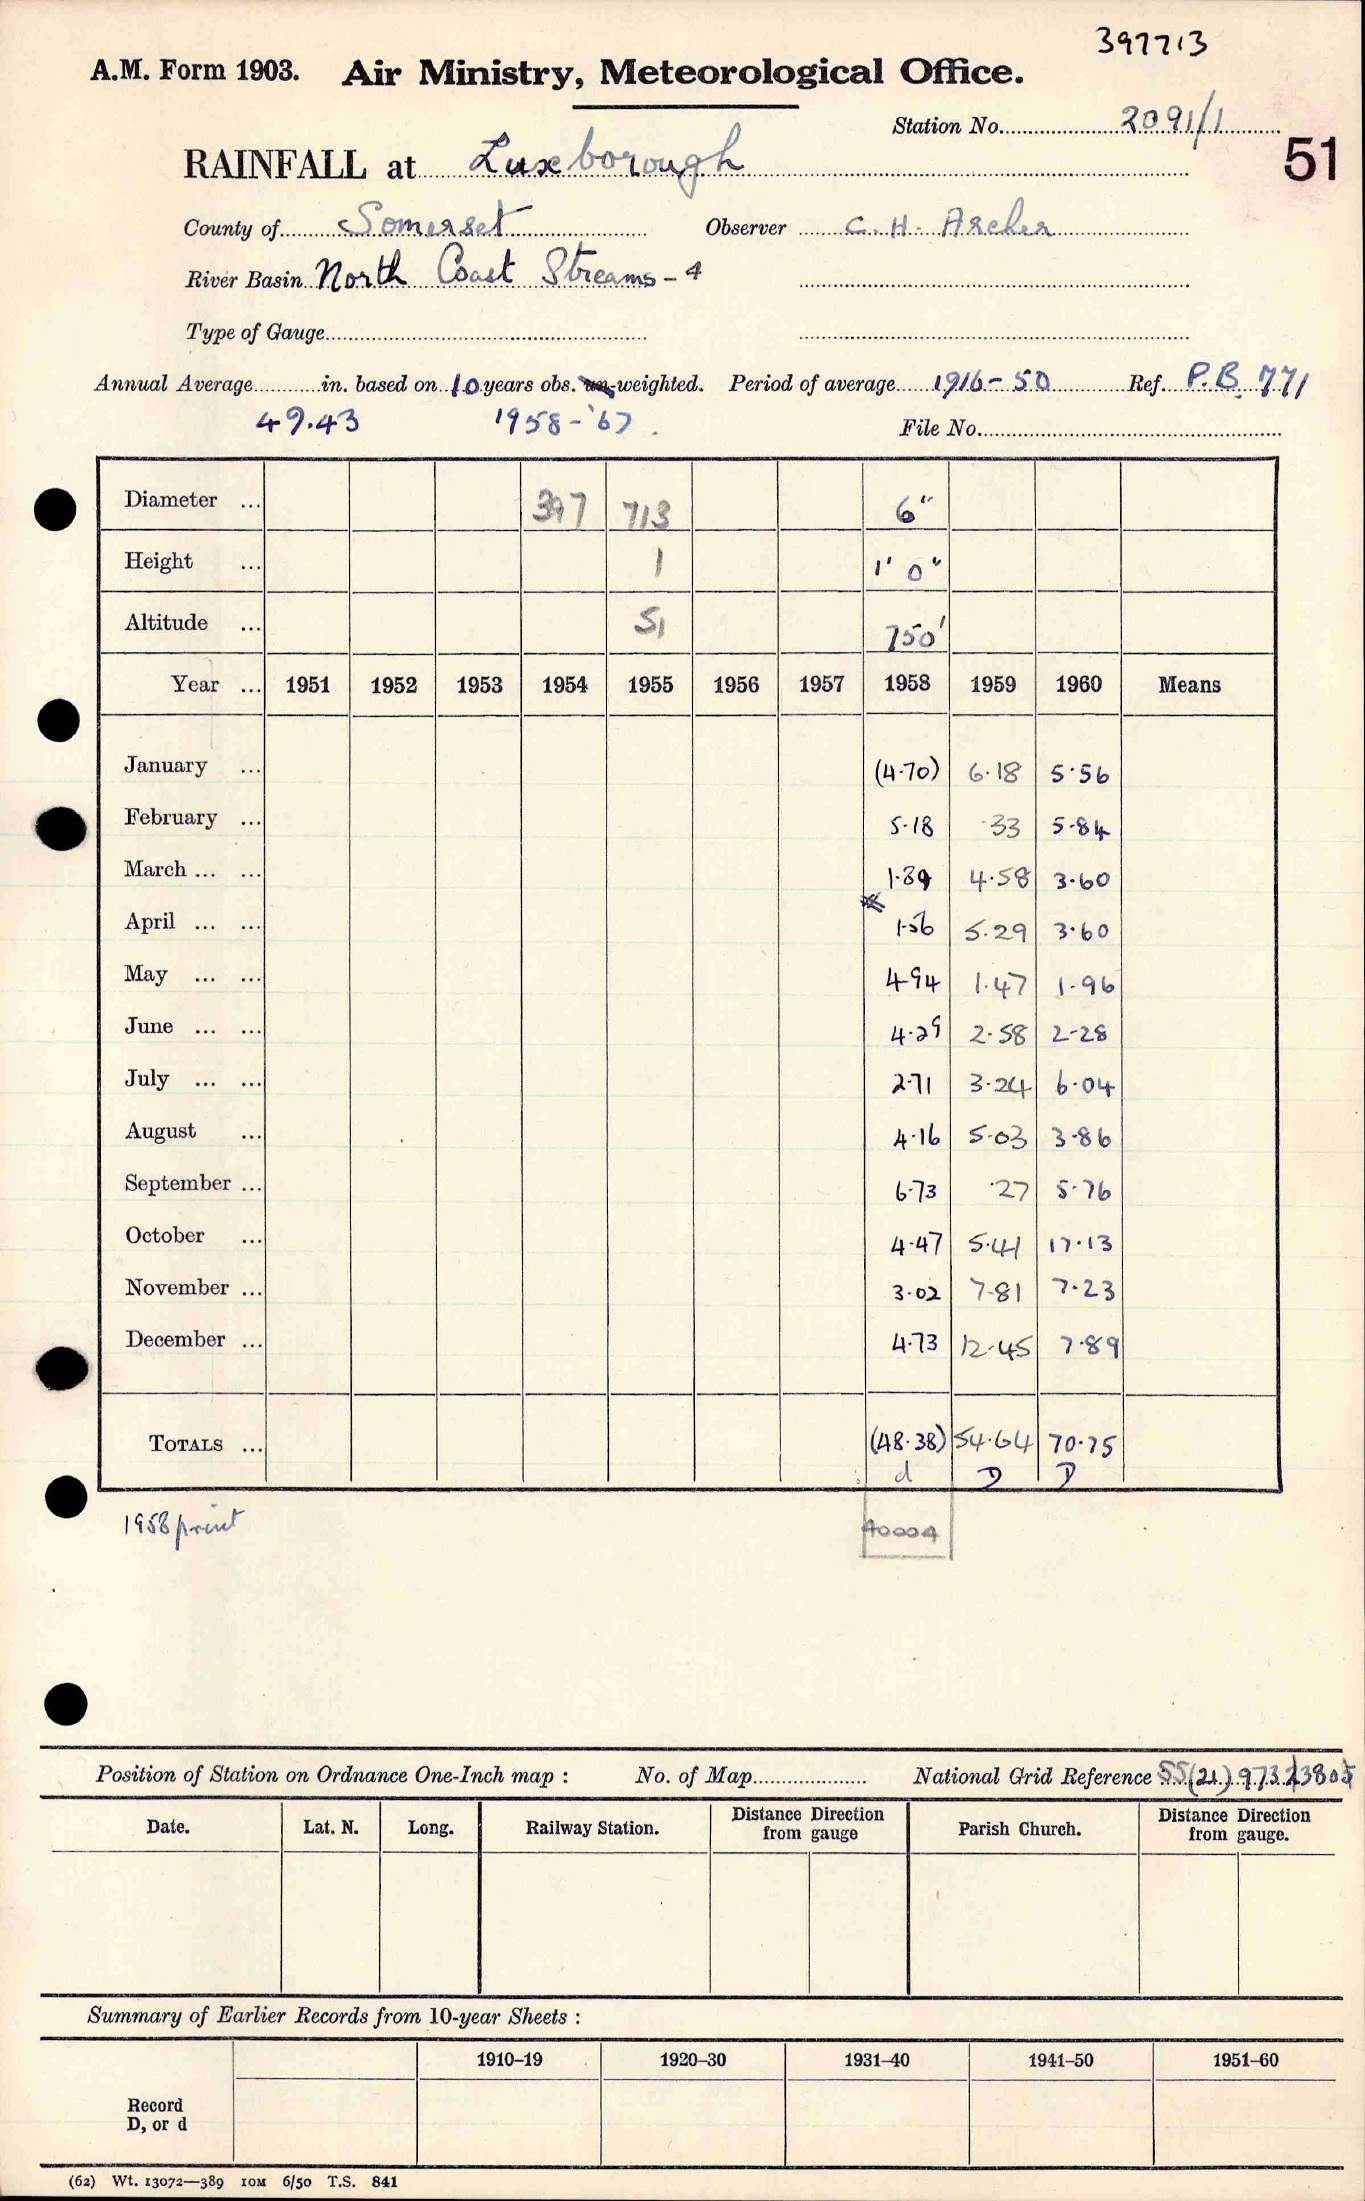 397713
A.M. Form 1903. Air Ministry, Meteorological Office.
Station No. 2091/1
51
RAINFALL at Luxborough
County of Somerset Observer C. H. Archer
River Basin North Coast Streams - 4
Type of Gauge
Annual Average in. based on 10 years obs. un-weighted. Period of average 1916-50 Ref. P.B. 771
49.43 1958-'67. File No.
Diameter ... 397 713 6"
Height ... 1 1' 0"
Altitude ... 51 750'
Year ... 1951 1952 1953 1954 1955 1956 1957 1958 1959 1960 Means
January ... (4.70) 6.18 5.56
February ... 5.18 .33 5.84
March ... ... 1.89 4.58 3.60
April ... ... 1.56 5.29 3.60
May ... ... 4.94 1.47 1.96
June ... ... 4.29 2.58 2.28
July ... ... 2.71 3.24 6.04
August ... 4.16 5.03 3.86
September ... 6.73 .27 5.76
October ... 4.47 5.41 17.13
November ... 3.02 7.81 7.23
December ... 4.73 12.45 7.89
TOTALS ... (48.38) 54.64 70.75
d D D
1958 print 40004
Position of Station on Ordnance One-Inch map : No. of Map National Grid Reference SS (21) 973
Date. Lat. N. Long. Railway Station. Distance Direction from gauge Parish Church. Distance Direction from gauge.
Summary of Earlier Records from 10-year Sheets :
1910–19 1920–30 1931–40 1941–50 1951–60
Record
D, or d
(62) Wt. 13072—389 10M 6/50 T.S. 841